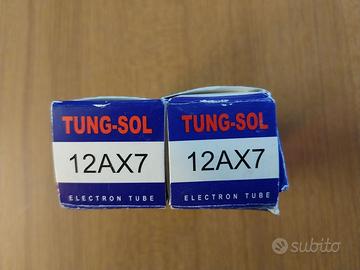 TUNG-SOL
12AX7
ELECTRON TUBE
TUNG-SOL
12AX7
ELECTRON TUBE
subito